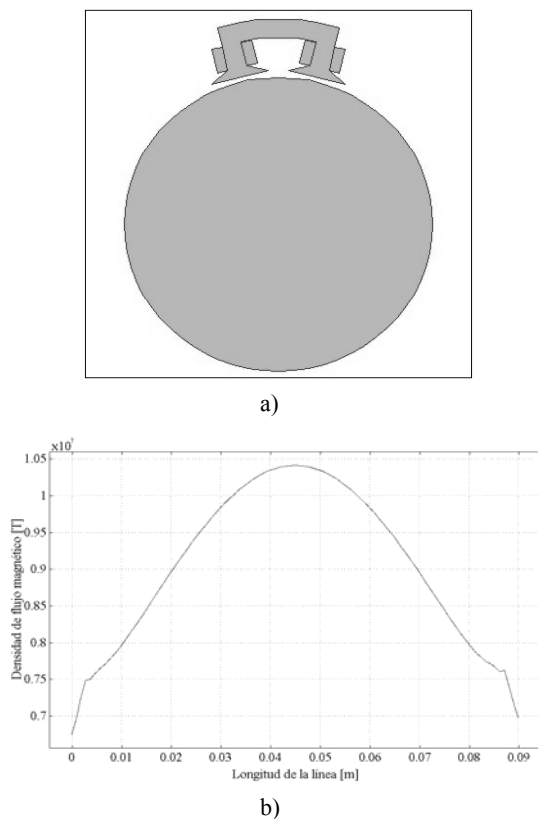 a)
x10⁷
1.05
1
0.95
0.9
0.85
0.8
0.75
0.7
Densidad de flujo magnético [T]
0 0.01 0.02 0.03 0.04 0.05 0.06 0.07 0.08 0.09
Longitud de la línea [m]
b)